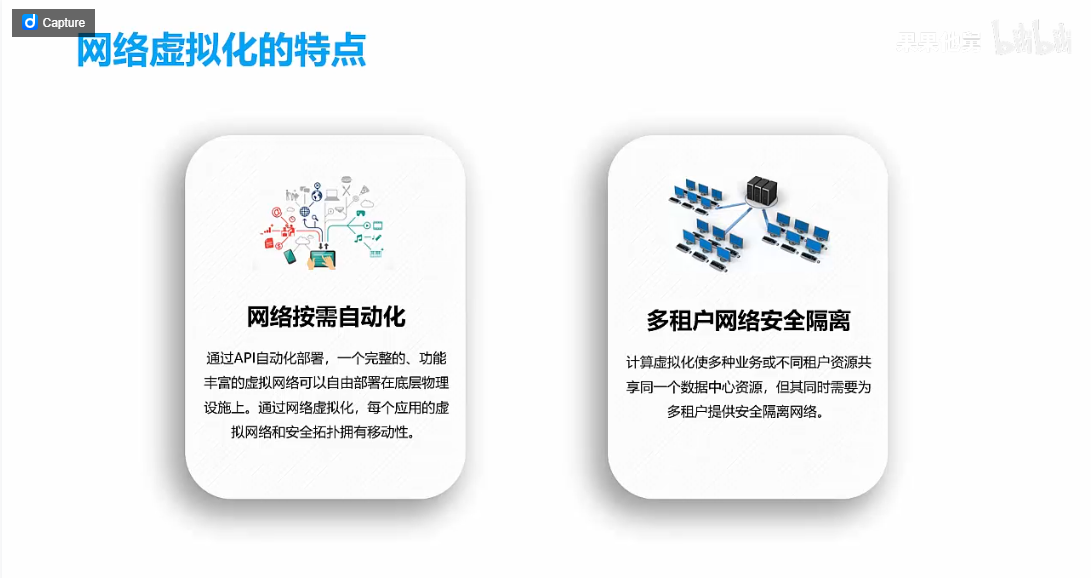 Capture
网络虚拟化的特点
bilibili
网络按需自动化
通过API自动化部署，一个完整的、功能
丰富的虚拟网络可以自由部署在底层物理
设施上。通过网络虚拟化，每个应用的虚
拟网络和安全拓扑拥有移动性。
多租户网络安全隔离
计算虚拟化使多种业务或不同租户资源共
享同一个数据中心资源，但其同时需要为
多租户提供安全隔离网络。